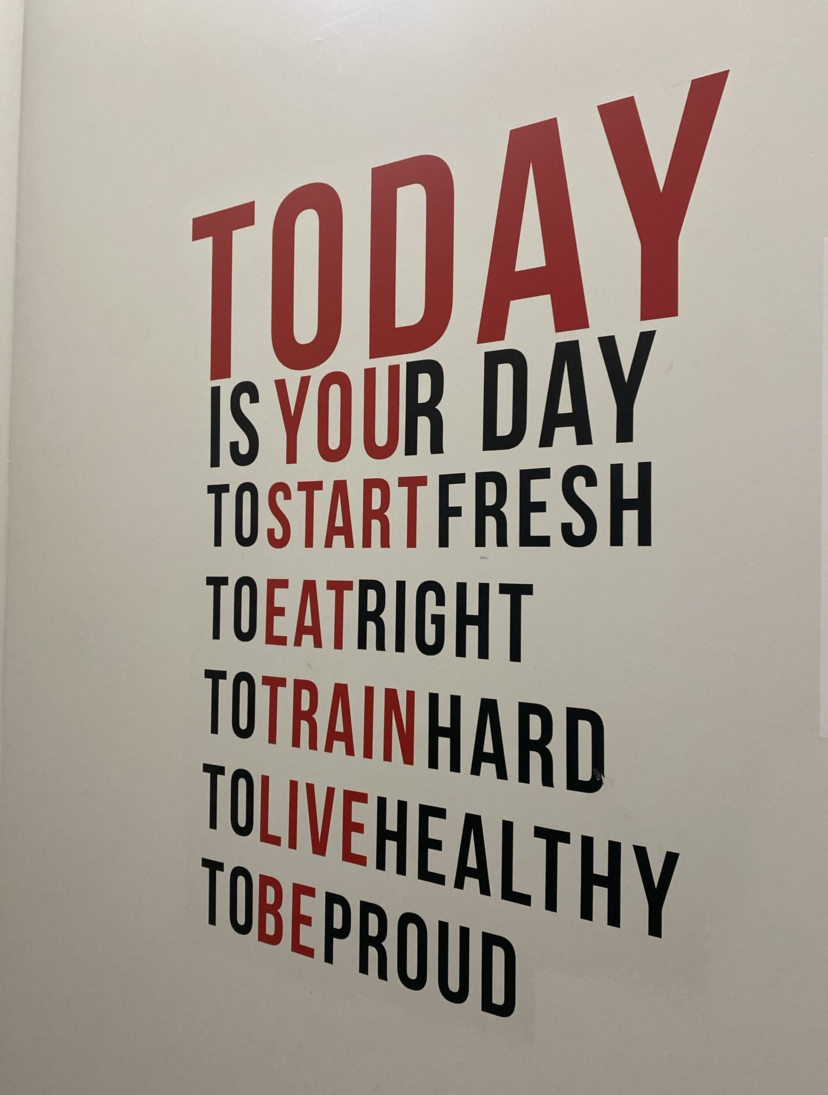 TODAY
IS YOUR DAY
TO START FRESH
TO EAT RIGHT
TO TRAIN HARD
TO LIVE HEALTHY
TO BE PROUD